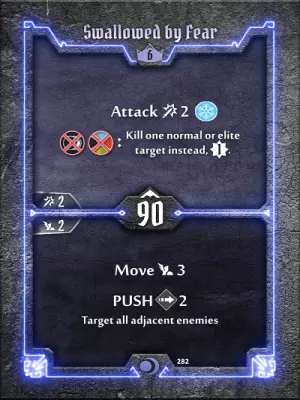 Swallowed by Fear
6
Attack 2
: Kill one normal or elite
target instead, 1.
2
90
2
Move 3
PUSH 2
Target all adjacent enemies
282